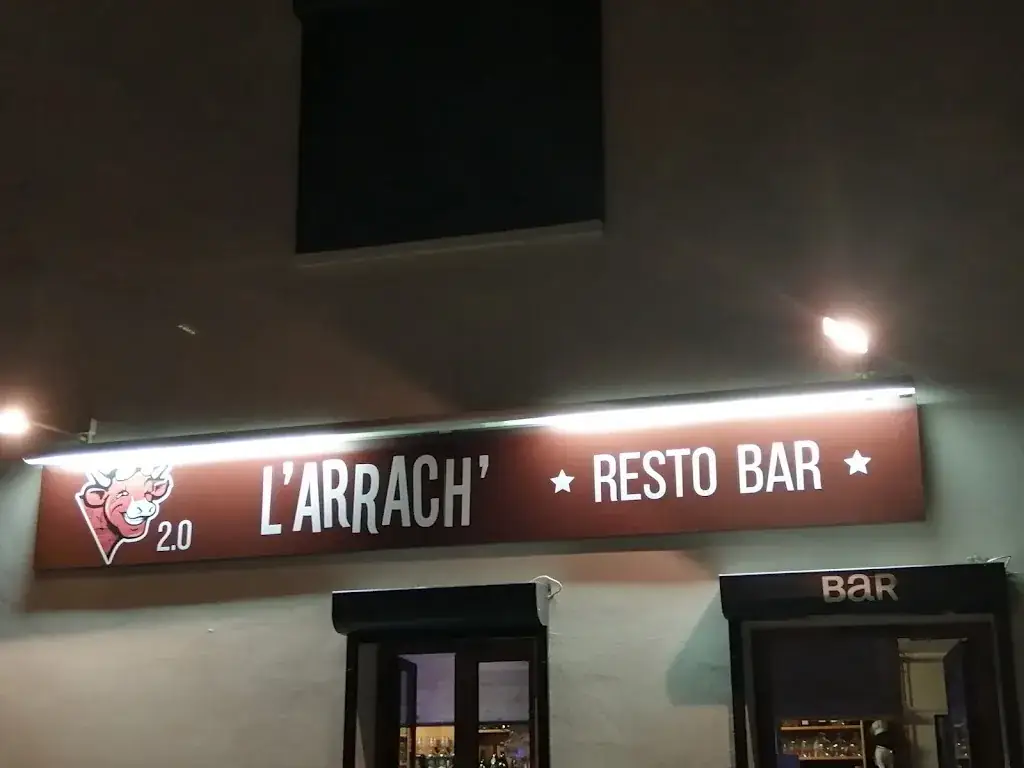 2.0 L'ARRACH' ★ RESTO BAR ★
BaR